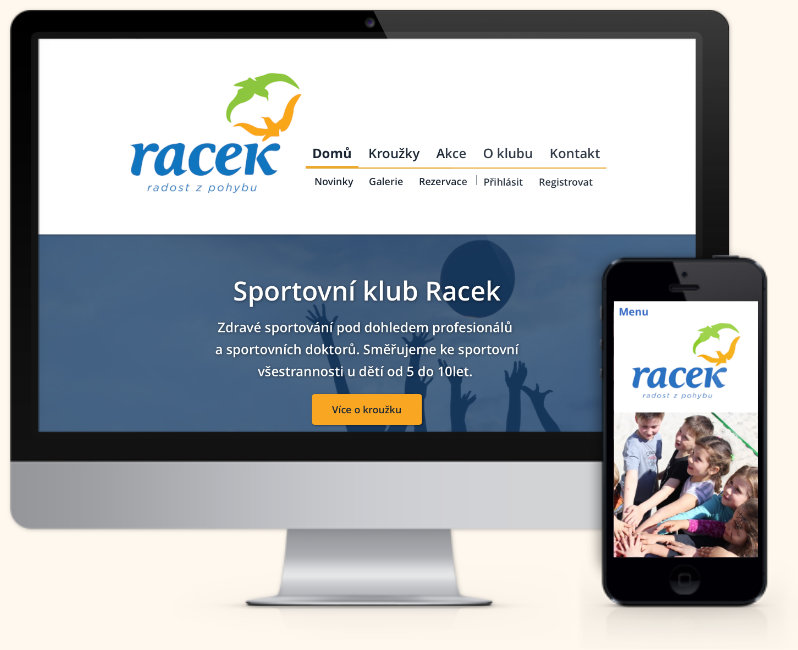 racek
radost z pohybu
Domů Kroužky Akce O klubu Kontakt
Novinky Galerie Rezervace | Přihlásit Registrovat
Sportovní klub Racek
Zdravé sportování pod dohledem profesionálů
a sportovních doktorů. Směřujeme ke sportovní
všestrannosti u dětí od 5 do 10let.
Více o kroužku
Menu
racek
radost z pohybu